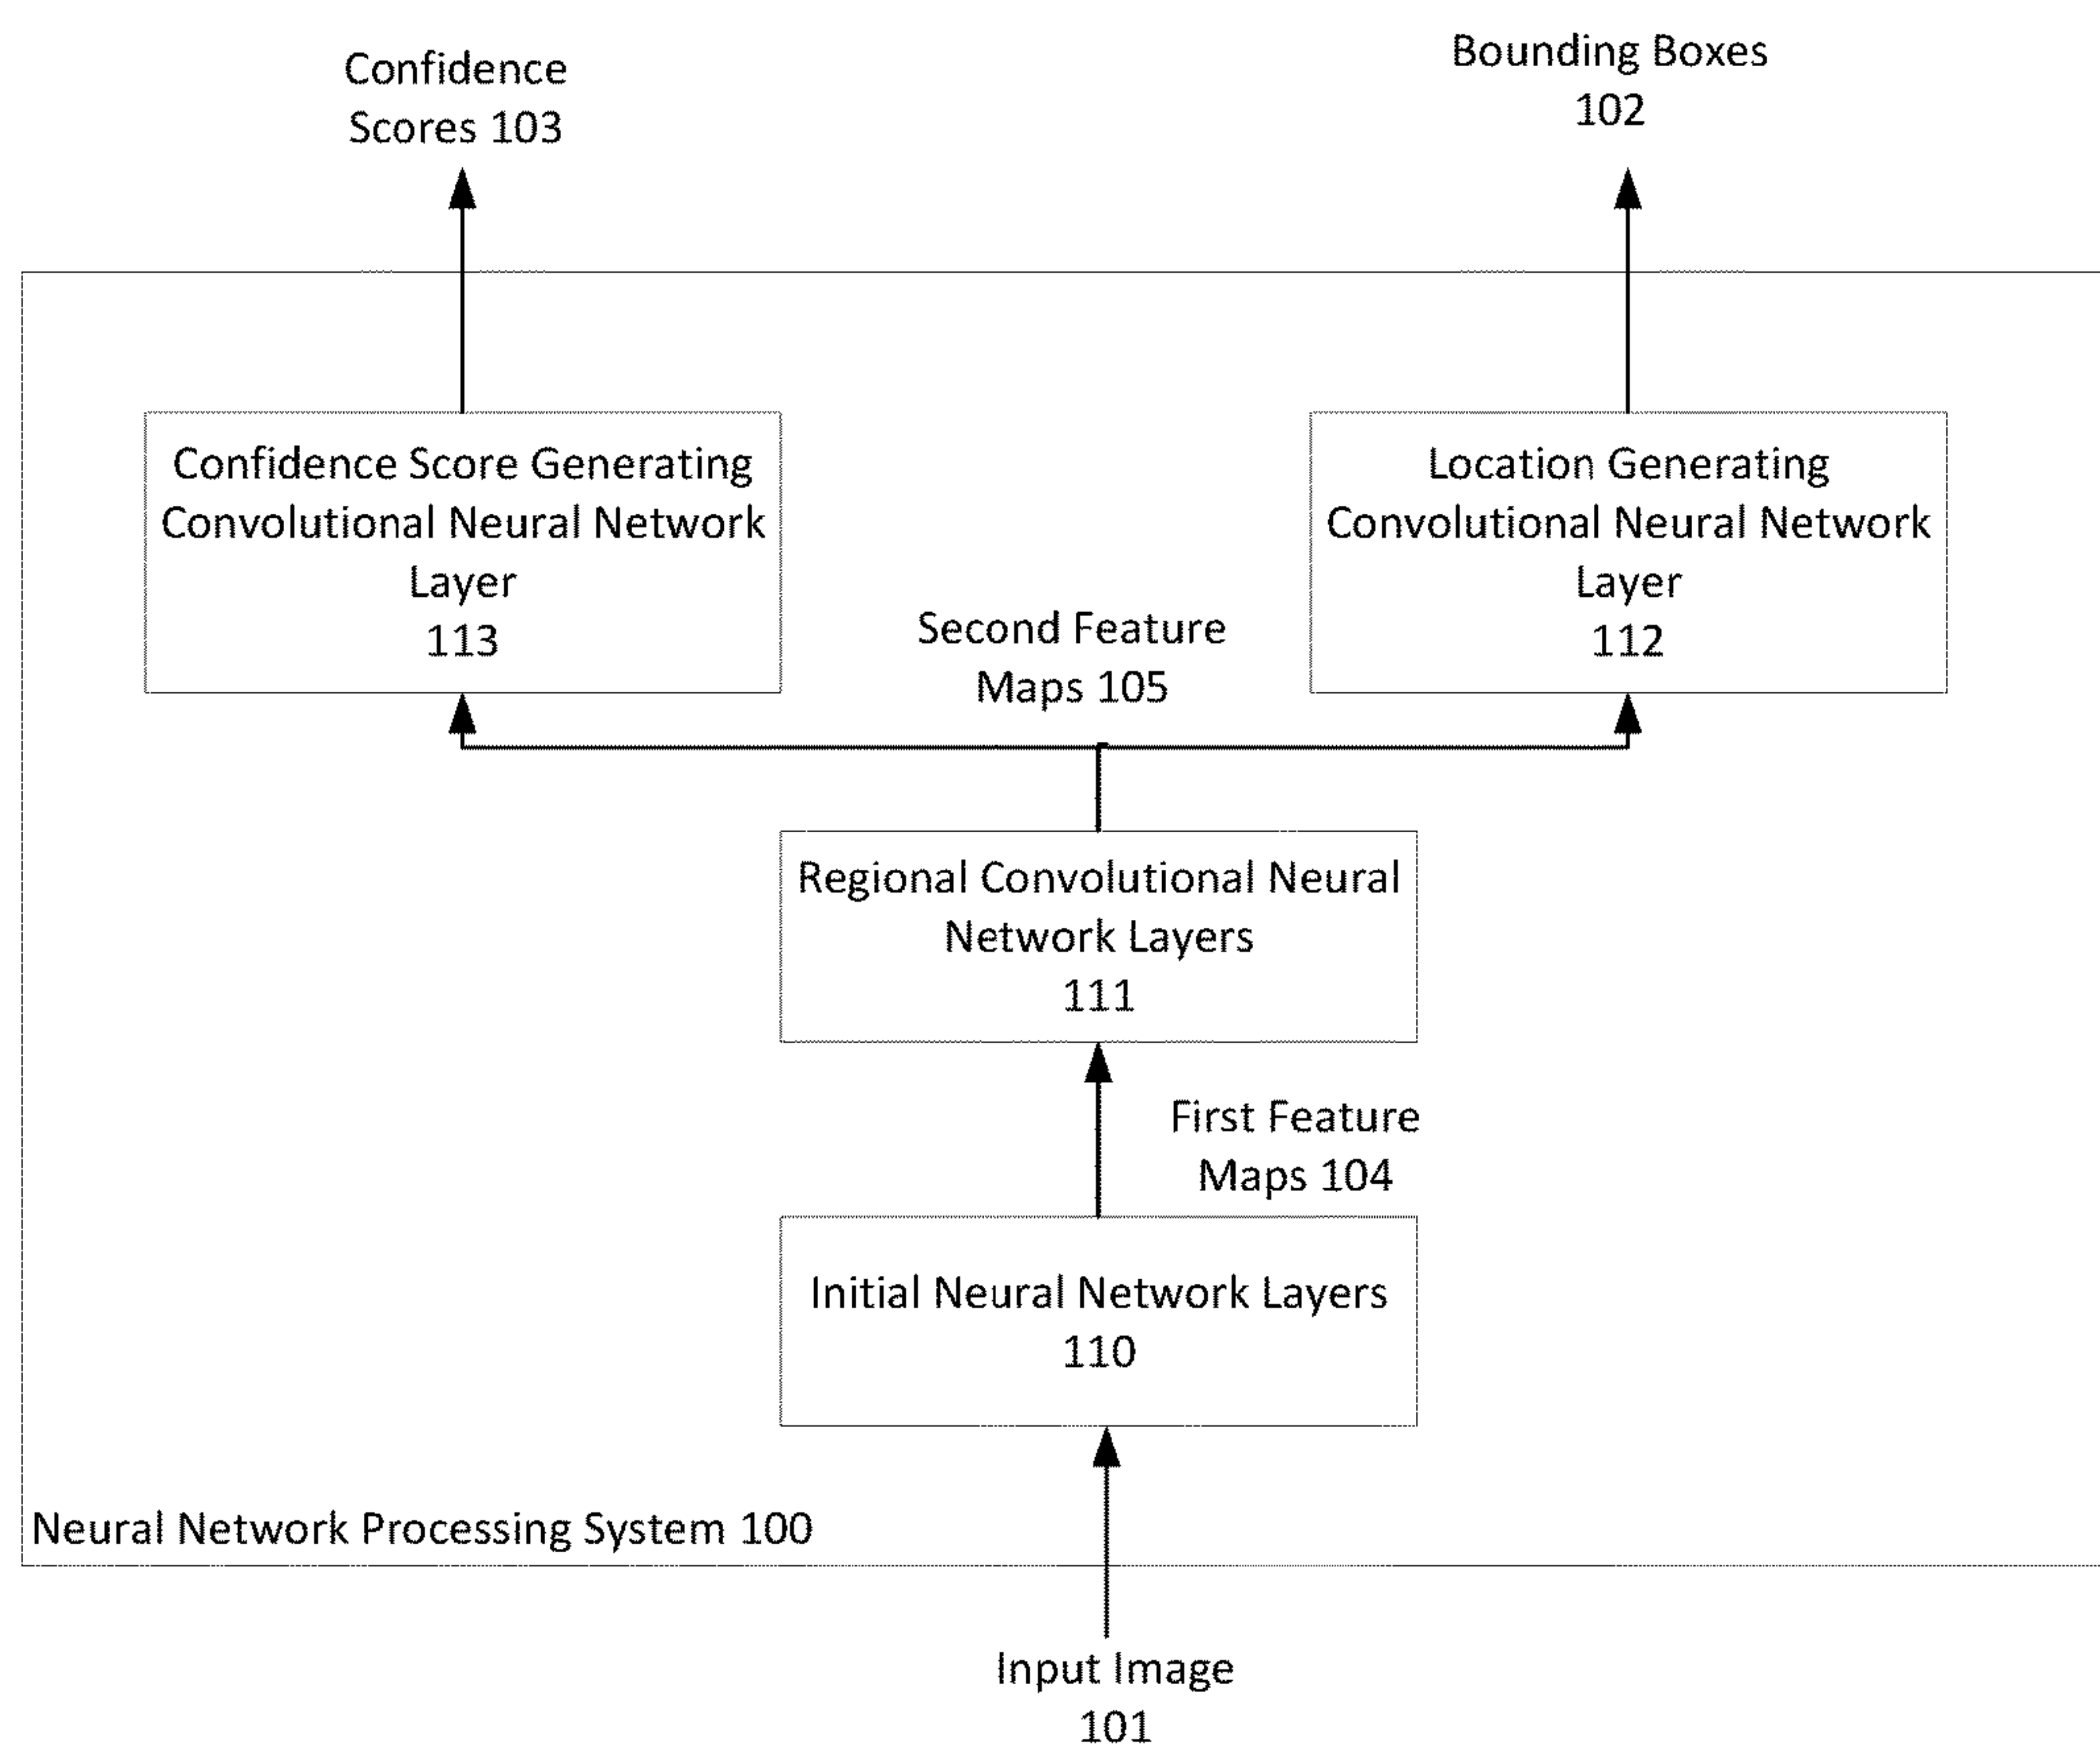 Confidence
Scores 103
Bounding Boxes
102
Confidence Score Generating
Convolutional Neural Network
Layer
113
Location Generating
Convolutional Neural Network
Layer
112
Second Feature
Maps 105
Regional Convolutional Neural
Network Layers
111
First Feature
Maps 104
Initial Neural Network Layers
110
Neural Network Processing System 100
Input Image
101